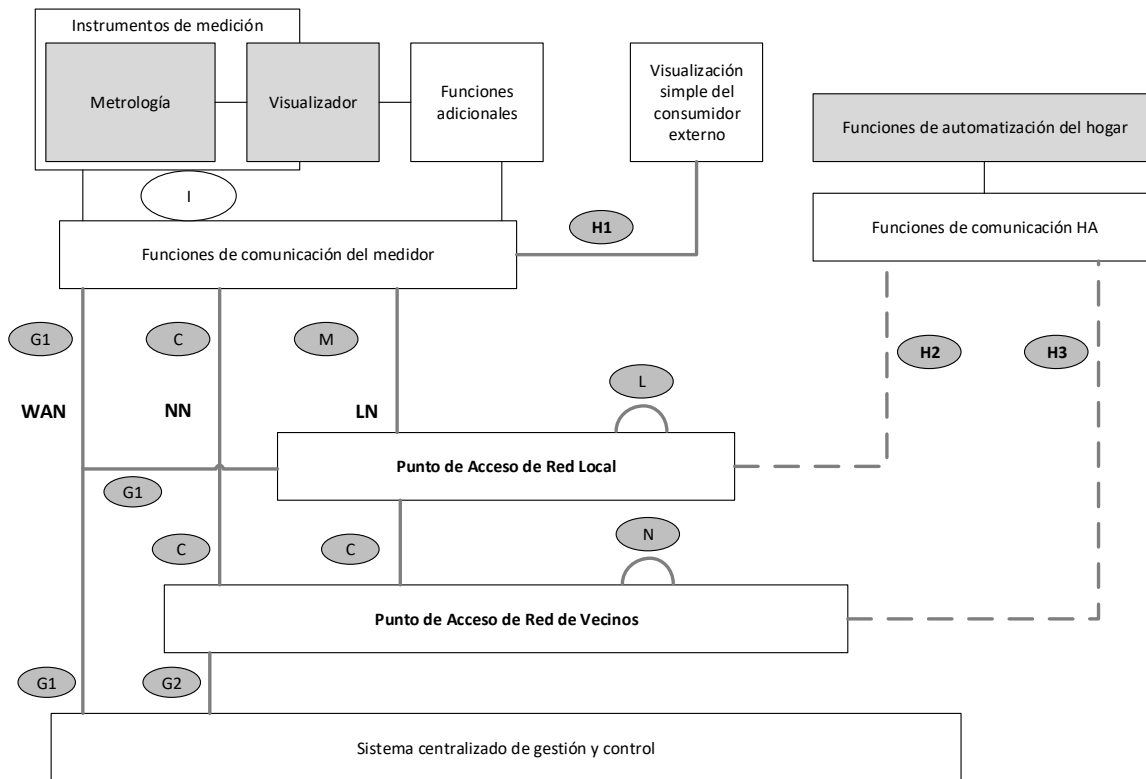 Instrumentos de medición
Metrología
Visualizador
Funciones
adicionales
Visualización
simple del
consumidor
externo
Funciones de automatización del hogar
I
H1
Funciones de comunicación del medidor
Funciones de comunicación HA
G1
C
M
H2
H3
WAN
NN
LN
L
Punto de Acceso de Red Local
G1
C
C
N
Punto de Acceso de Red de Vecinos
G1
G2
Sistema centralizado de gestión y control